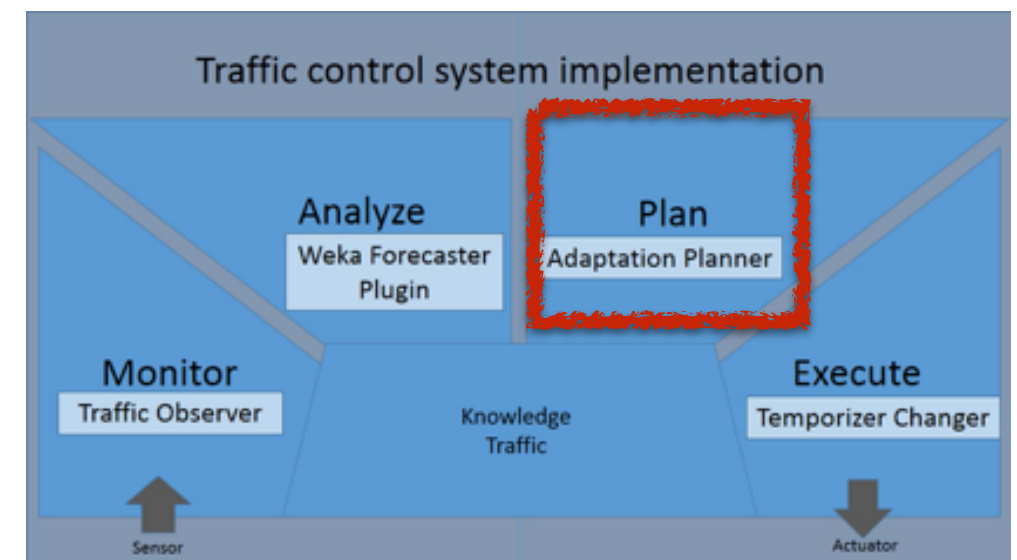 Traffic control system implementation
Analyze
Weka Forecaster
Plugin
Plan
Adaptation Planner
Monitor
Traffic Observer
Knowledge
Traffic
Execute
Temporizer Changer
Sensor
Actuator